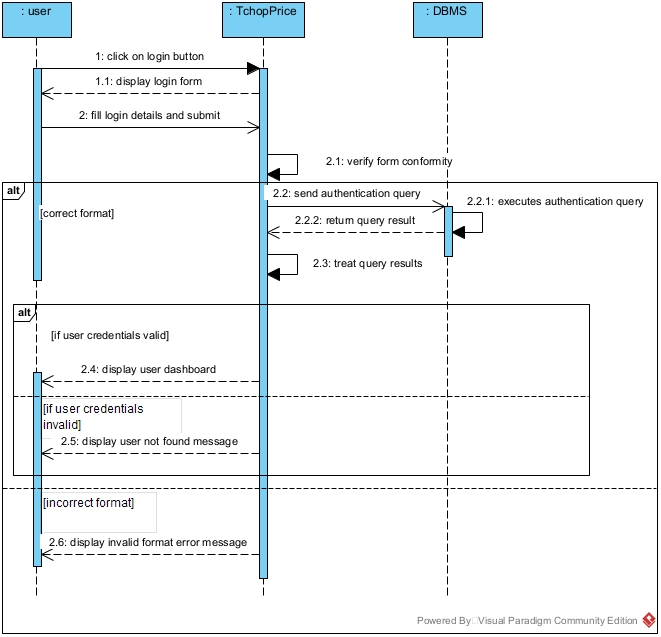 : user
: TchopPrice
: DBMS
1: click on login button
1.1: display login form
2: fill login details and submit
2.1: verify form conformity
alt
2.2: send authentication query
2.2.1: executes authentication query
[correct format]
2.2.2: return query result
2.3: treat query results
alt
[if user credentials valid]
2.4: display user dashboard
[if user credentials
invalid]
2.5: display user not found message
[incorrect format]
2.6: display invalid format error message
Powered By Visual Paradigm Community Edition